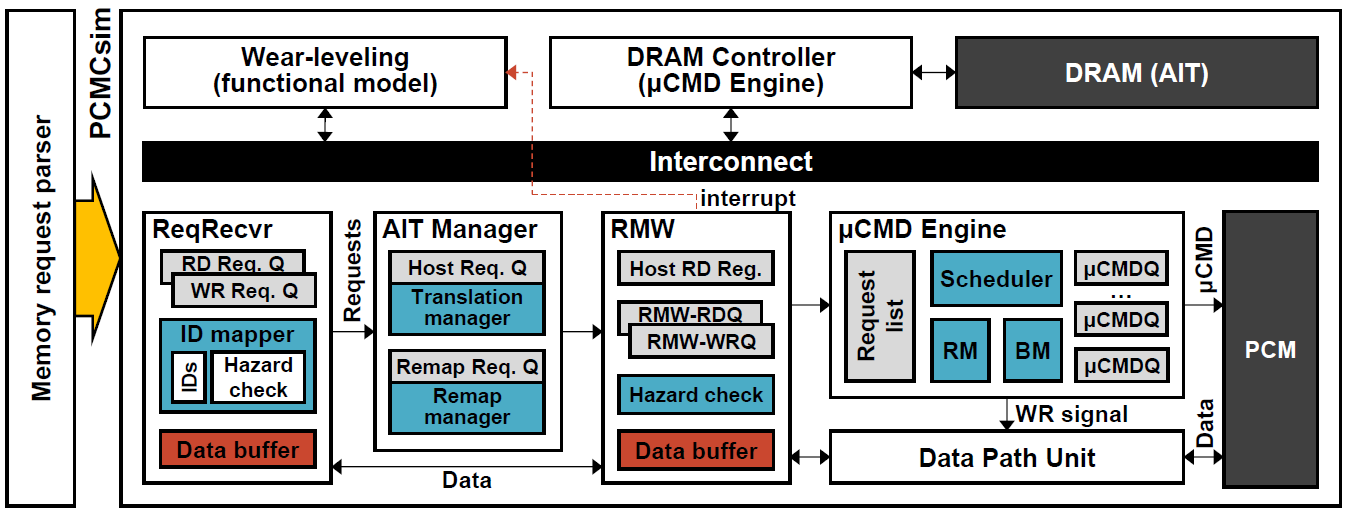 Memory request parser
PCMCsim
Wear-leveling
(functional model)
DRAM Controller
(μCMD Engine)
DRAM (AIT)
Interconnect
interrupt
ReqRecvr
RD Req. Q
WR Req. Q
ID mapper
IDs
Hazard
check
Data buffer
Requests
AIT Manager
Host Req. Q
Translation
manager
Remap Req. Q
Remap
manager
Data
RMW
Host RD Reg.
RMW-RDQ
RMW-WRQ
Hazard check
Data buffer
μCMD Engine
Request
list
Scheduler
RM
BM
μCMDQ
...
μCMDQ
μCMDQ
WR signal
Data Path Unit
μCMD
Data
PCM